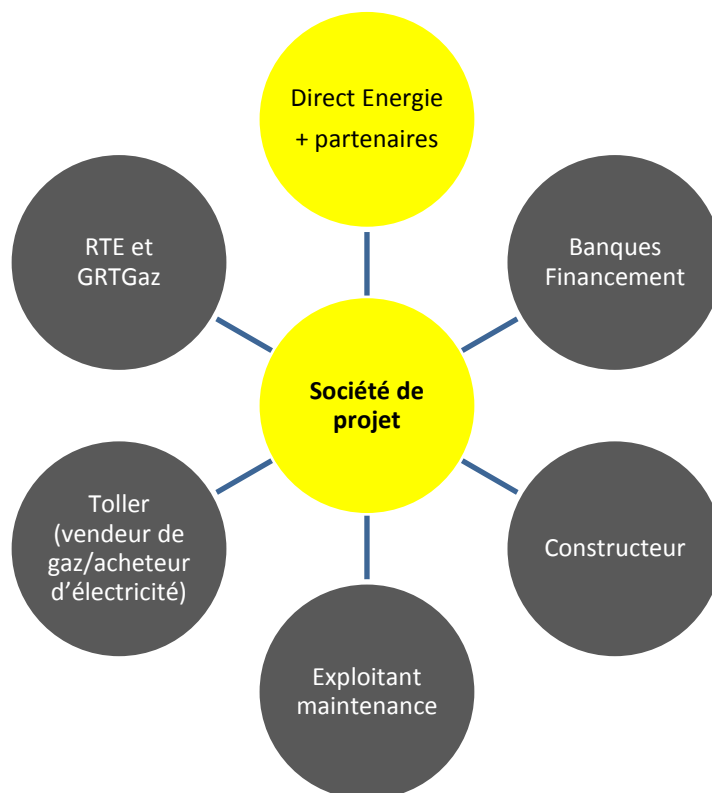 Direct Energie
+ partenaires
RTE et
GRTGaz
Banques
Financement
Société de
projet
Toller
(vendeur de
gaz/acheteur
d’électricité)
Constructeur
Exploitant
maintenance